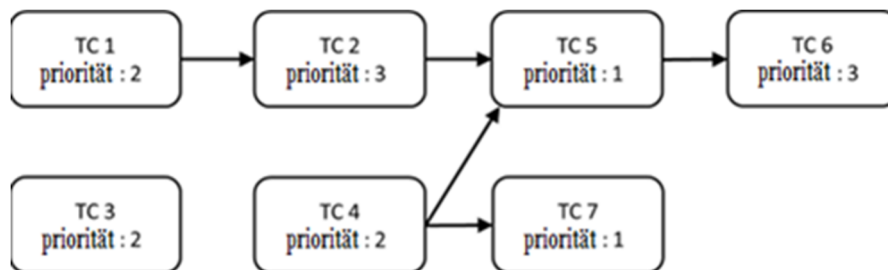 TC 1
priorität : 2
TC 2
priorität : 3
TC 5
priorität : 1
TC 6
priorität : 3
TC 3
priorität : 2
TC 4
priorität : 2
TC 7
priorität : 1